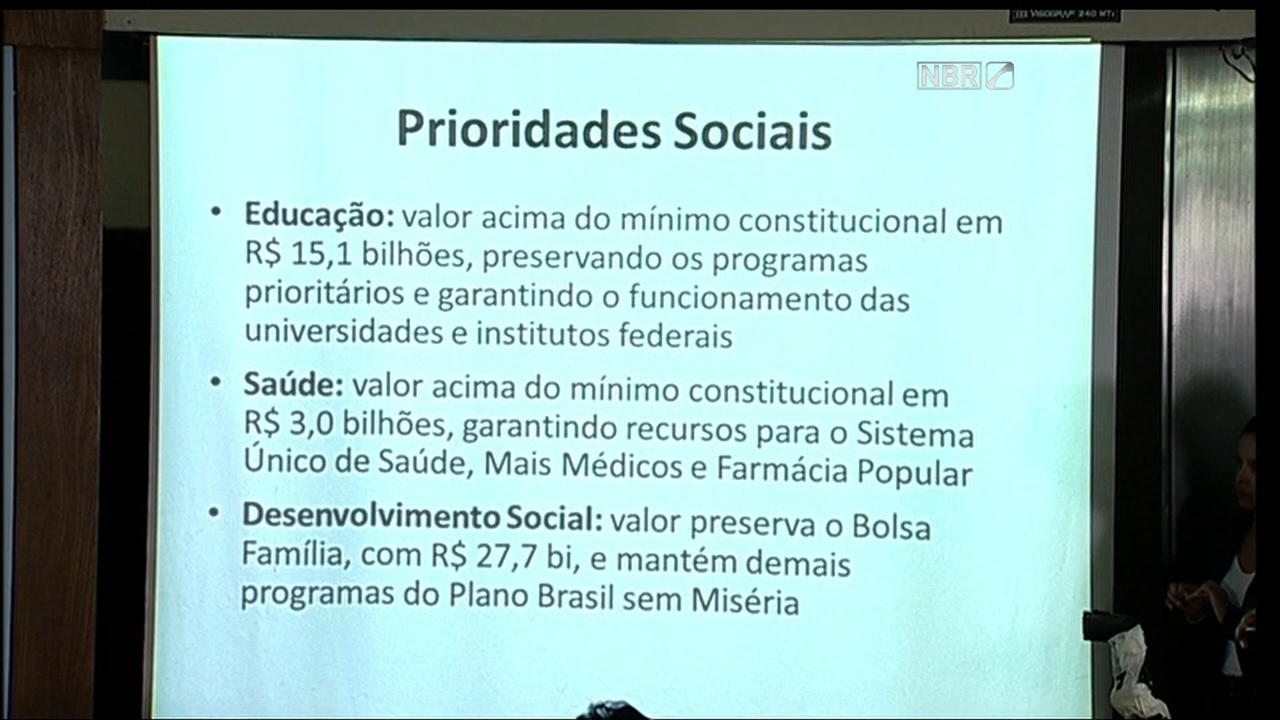 NBR
Prioridades Sociais
• Educação: valor acima do mínimo constitucional em
R$ 15,1 bilhões, preservando os programas
prioritários e garantindo o funcionamento das
universidades e institutos federais
• Saúde: valor acima do mínimo constitucional em
R$ 3,0 bilhões, garantindo recursos para o Sistema
Único de Saúde, Mais Médicos e Farmácia Popular
• Desenvolvimento Social: valor preserva o Bolsa
Família, com R$ 27,7 bi, e mantém demais
programas do Plano Brasil sem Miséria